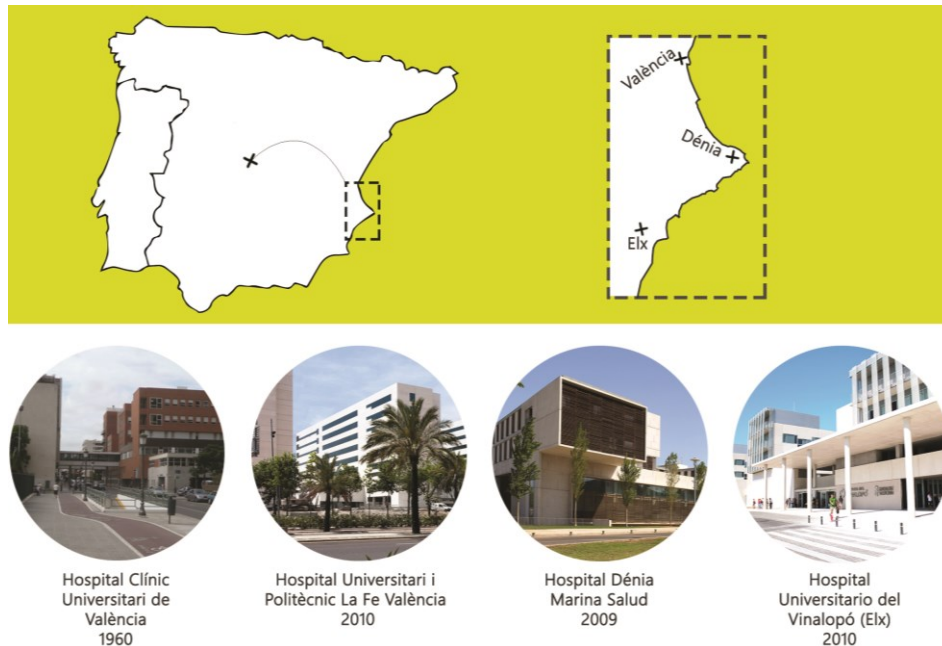 València
Dénia
Elx
Hospital Clínic
Universitari de
València
1960
Hospital Universitari i
Politècnic La Fe València
2010
Hospital Dénia
Marina Salud
2009
Hospital
Universitario del
Vinalopó (Elx)
2010